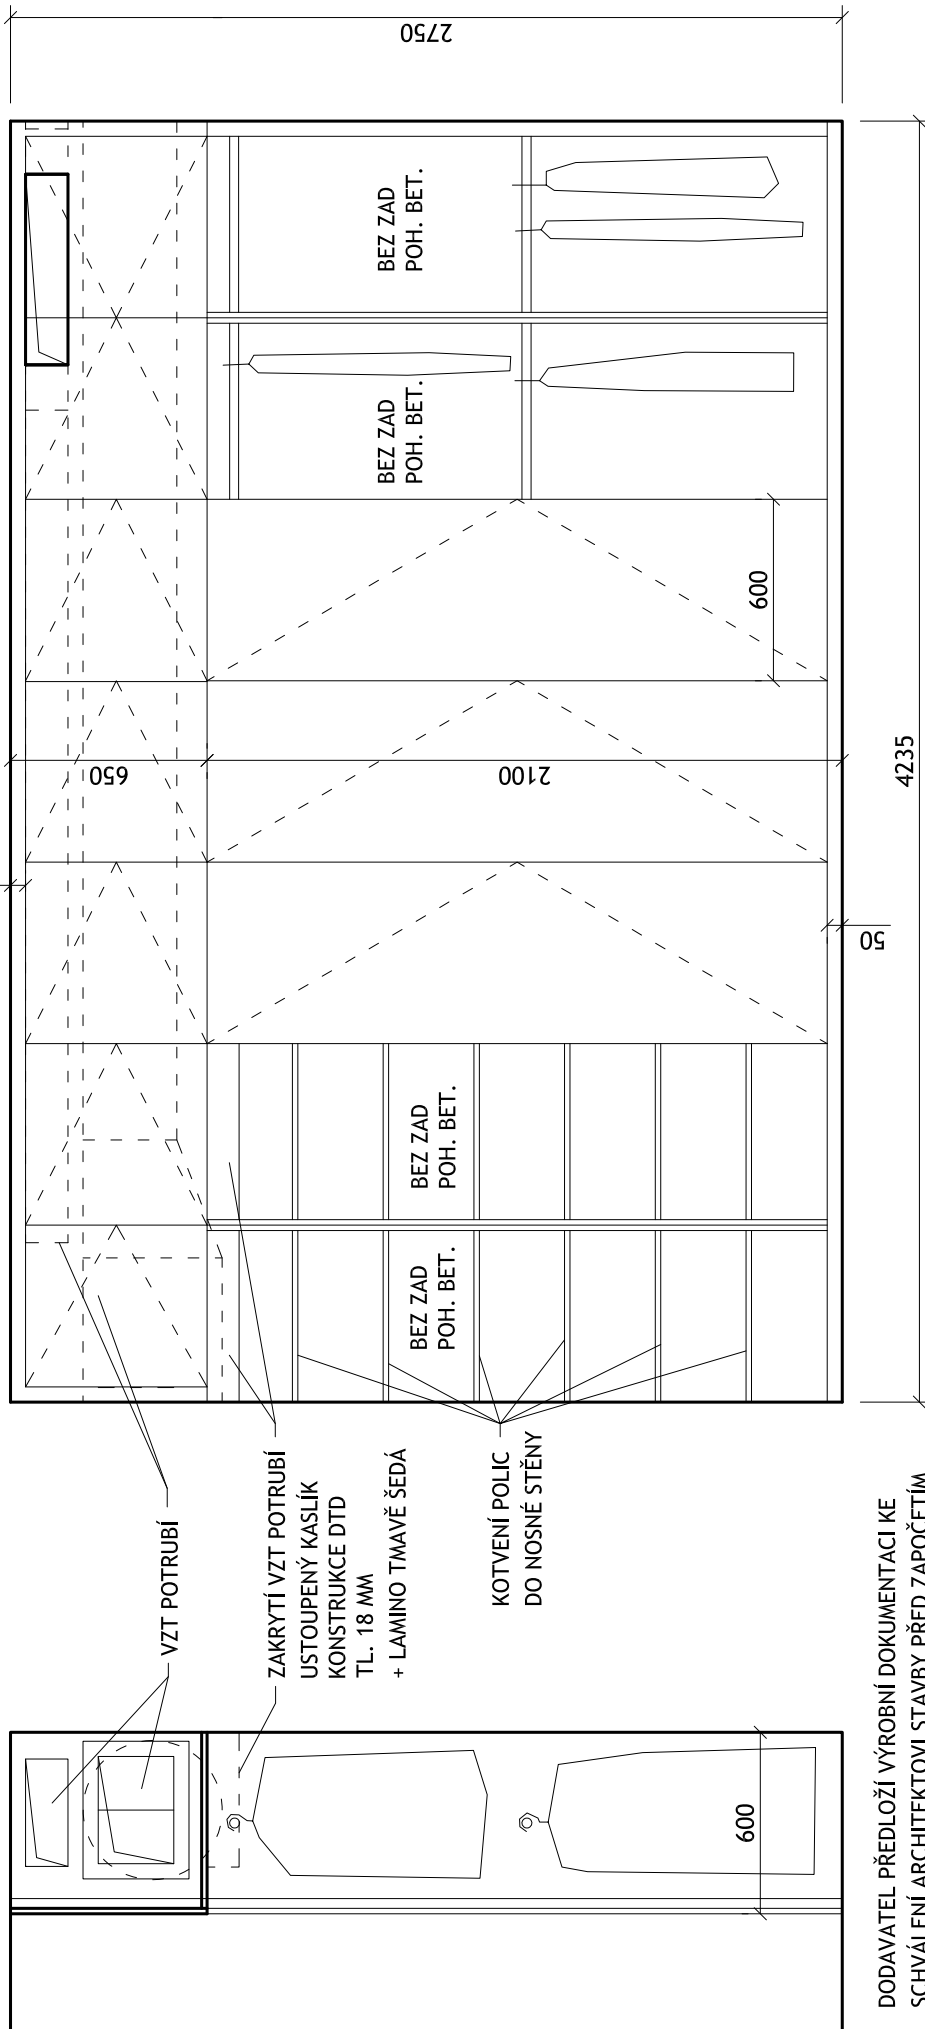 2750
BEZ ZAD
POH. BET.
BEZ ZAD
POH. BET.
600
650
2100
4235
50
BEZ ZAD
POH. BET.
BEZ ZAD
POH. BET.
VZT POTRUBÍ
ZAKRYTÍ VZT POTRUBÍ
USTOUPENÝ KASLÍK
KONSTRUKCE DTD
TL. 18 MM
+ LAMINO TMAVĚ ŠEDÁ
KOTVENÍ POLIC
DO NOSNÉ STĚNY
600
DODAVATEL PŘEDLOŽÍ VÝROBNÍ DOKUMENTACI KE
SCHVÁLENÍ ARCHITEKTOVI STAVBY PŘED ZAPOČETÍM